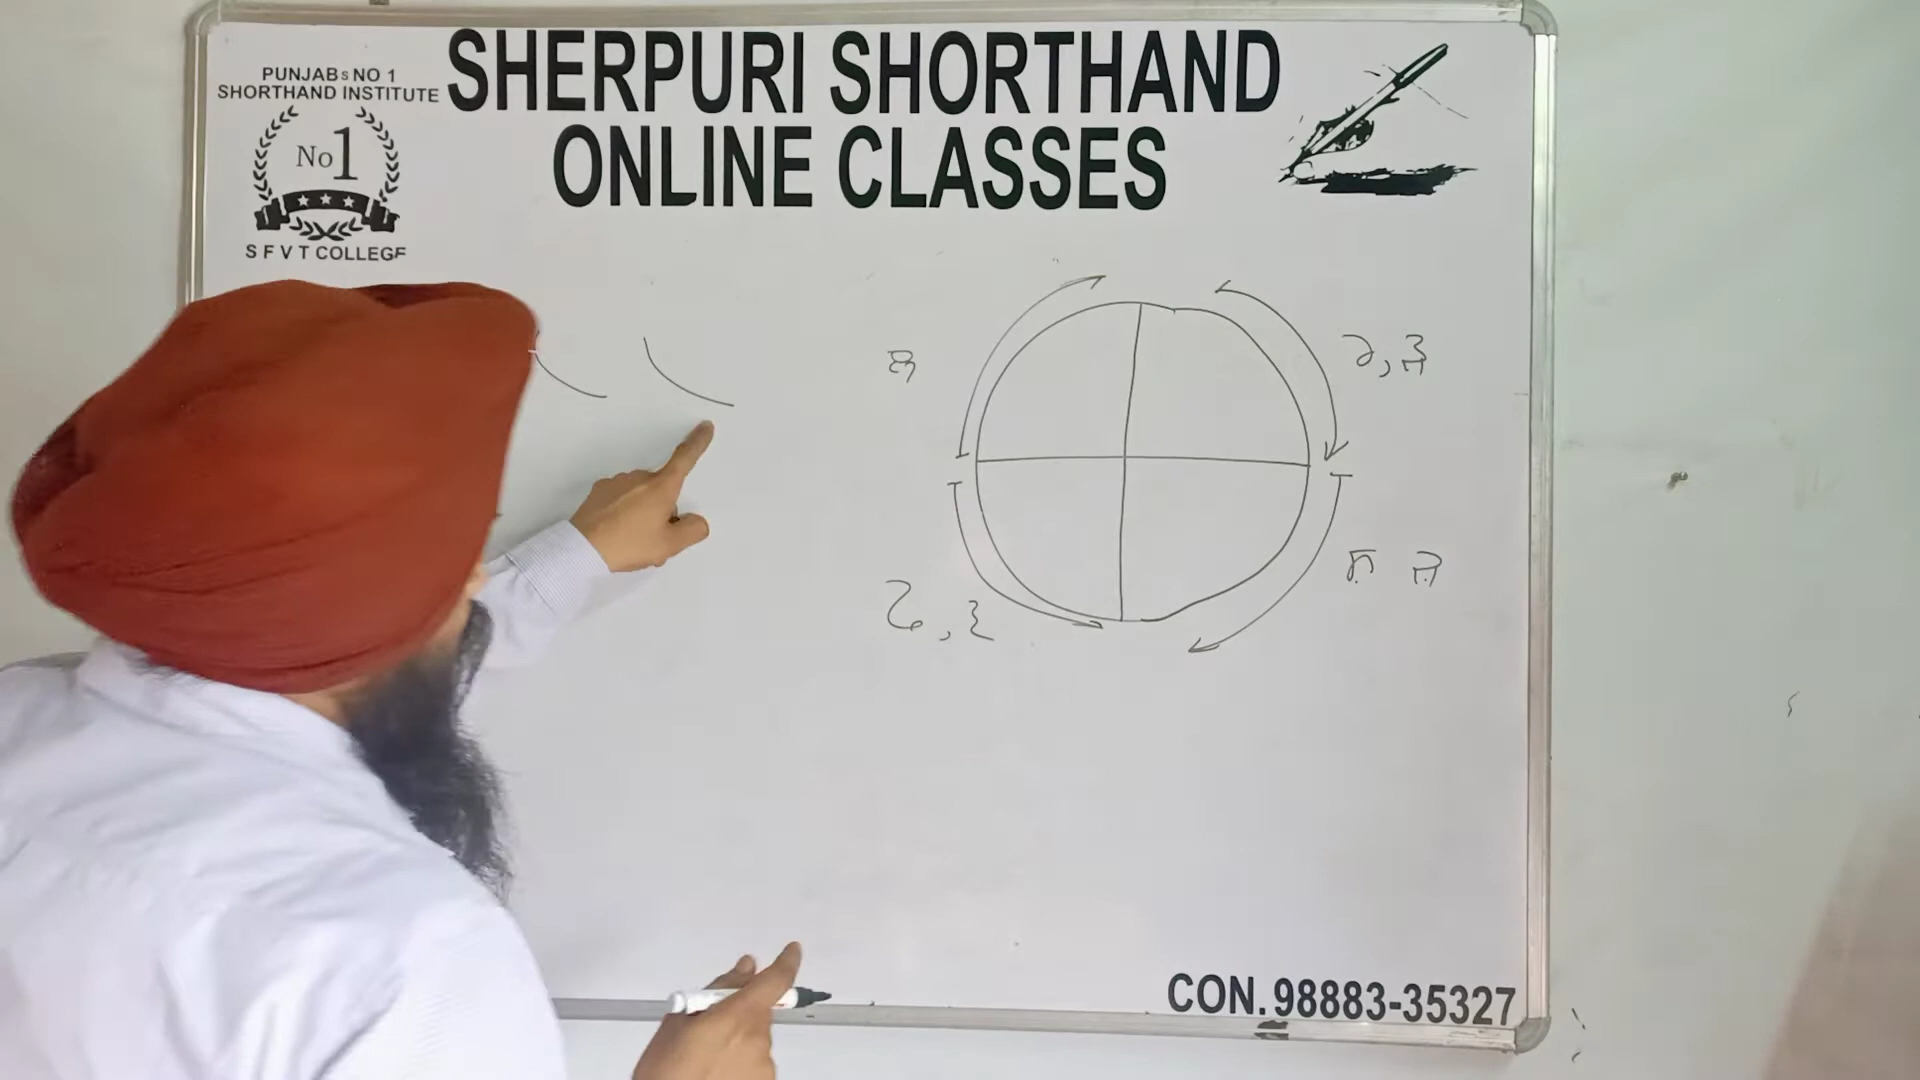 PUNJABs NO 1
SHORTHAND INSTITUTE
No1
S F V T COLLEGE
SHERPURI SHORTHAND
ONLINE CLASSES
ਲ
ਟ, ਠ
CON. 98883-35327